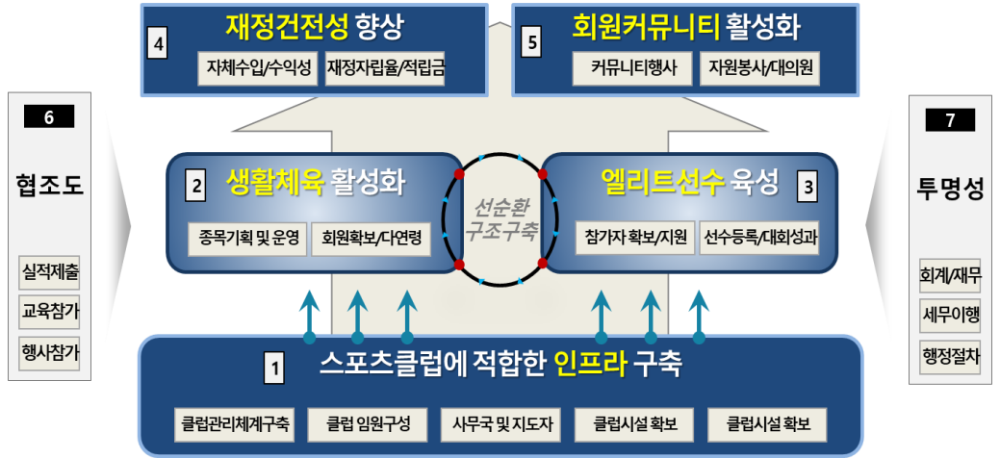 4
재정건전성 향상
자체수입/수익성
재정자립율/적립금
5
회원커뮤니티 활성화
커뮤니티행사
자원봉사/대의원
6
협조도
실적제출
교육참가
행사참가
2
생활체육 활성화
종목기획 및 운영
회원확보/다연령
선순환
구조구축
엘리트선수 육성
3
참가자 확보/지원
선수등록/대회성과
7
투명성
회계/재무
세무이행
행정절차
1
스포츠클럽에 적합한 인프라 구축
클럽관리체계구축
클럽 임원구성
사무국 및 지도자
클럽시설 확보
클럽시설 확보